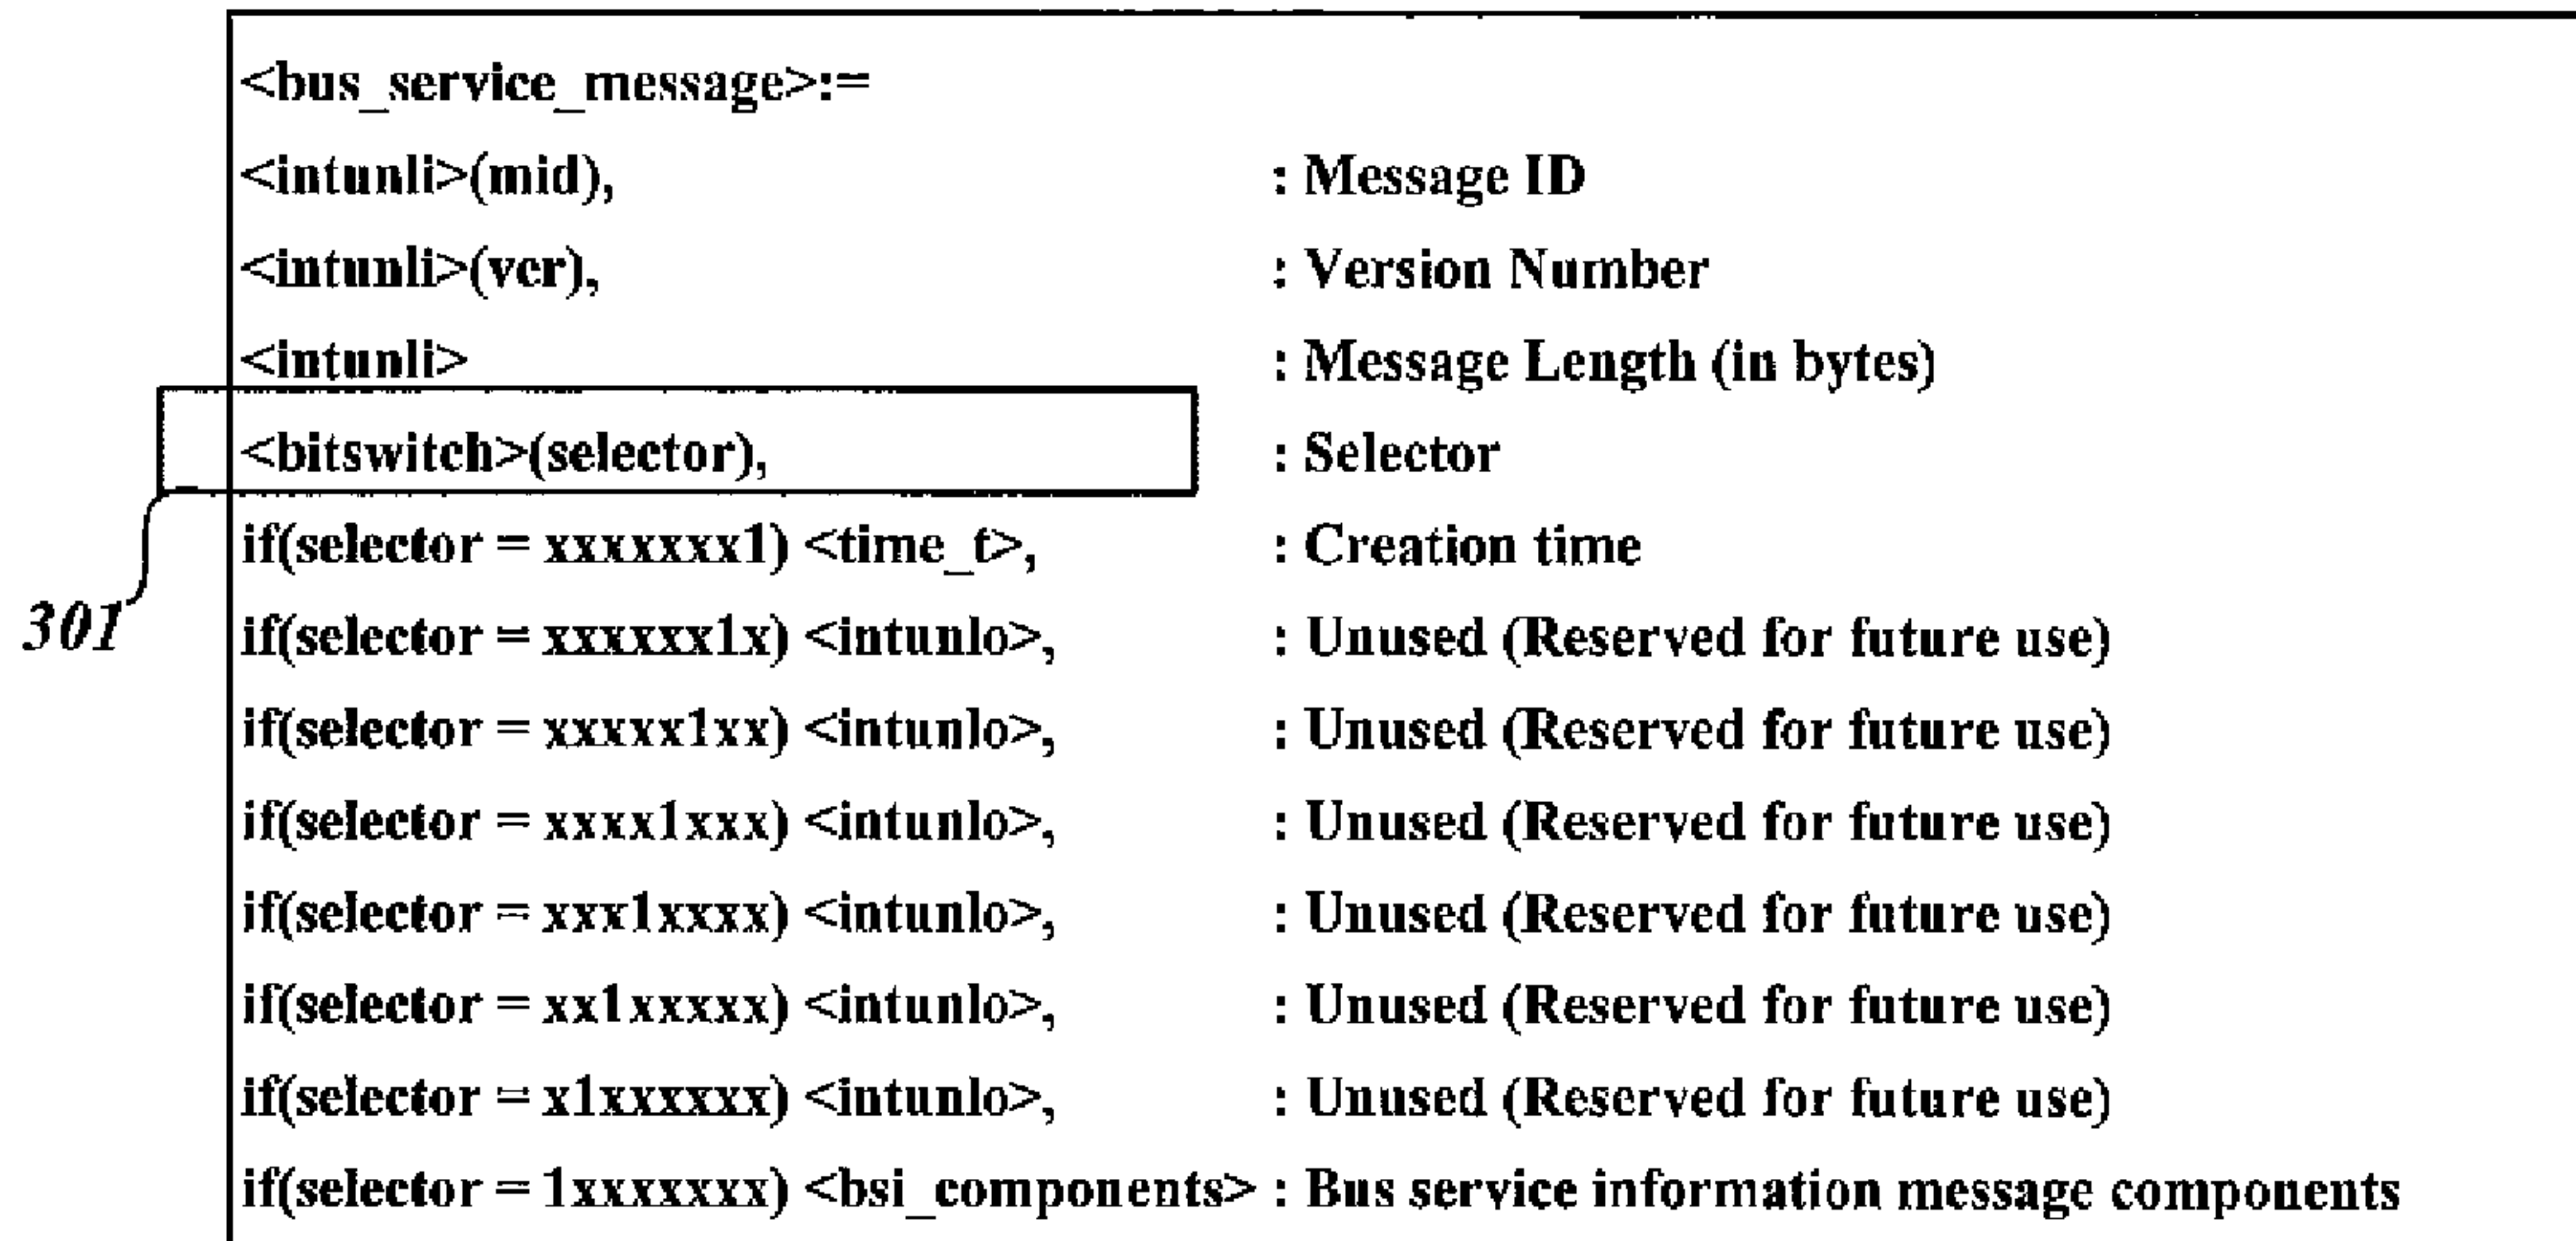 <bus_service_message>:=
<intunli>(mid), : Message ID
<intunli>(ver), : Version Number
<intunli> : Message Length (in bytes)
<bitswitch>(selector), : Selector
if(selector = xxxxxxx1) <time_t>, : Creation time
301
if(selector = xxxxxx1x) <intunlo>, : Unused (Reserved for future use)
if(selector = xxxxx1xx) <intunlo>, : Unused (Reserved for future use)
if(selector = xxxx1xxx) <intunlo>, : Unused (Reserved for future use)
if(selector = xxx1xxxx) <intunlo>, : Unused (Reserved for future use)
if(selector = xx1xxxxx) <intunlo>, : Unused (Reserved for future use)
if(selector = x1xxxxxx) <intunlo>, : Unused (Reserved for future use)
if(selector = 1xxxxxxx) <bsi_components> : Bus service information message components